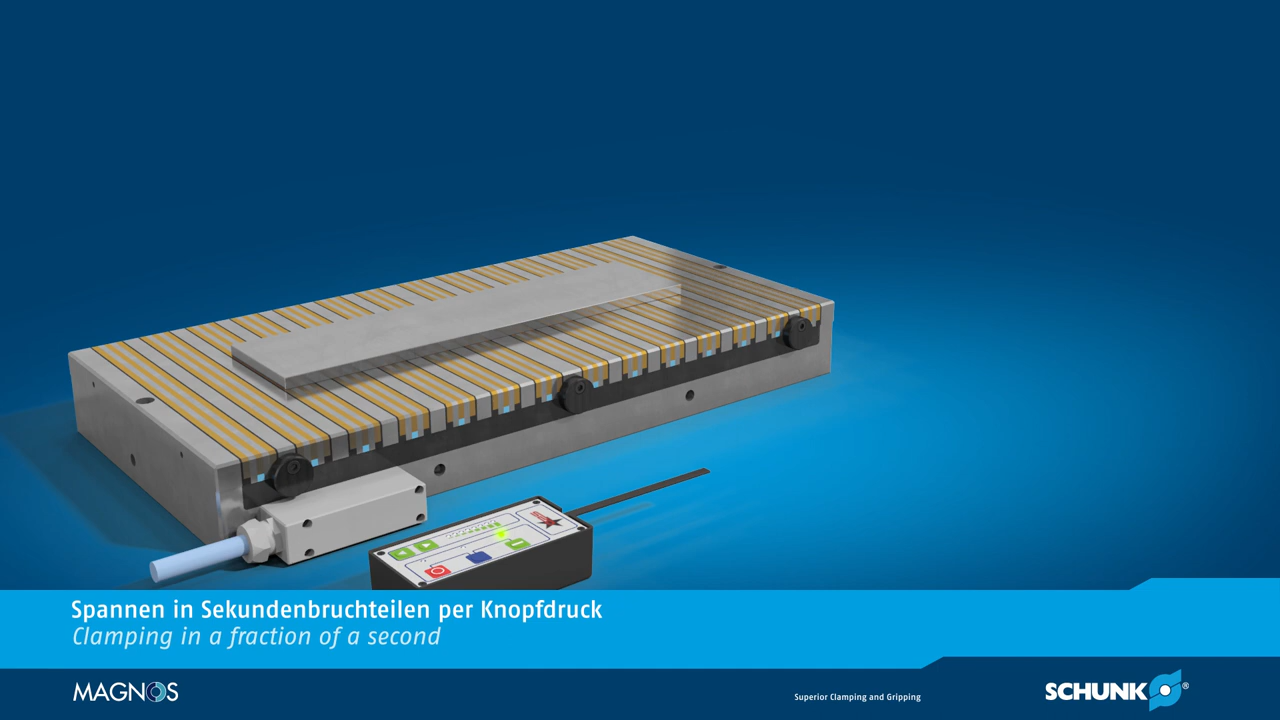 Spannen in Sekundenbruchteilen per Knopfdruck
Clamping in a fraction of a second
MAGNOS
Superior Clamping and Gripping
SCHUNK ®